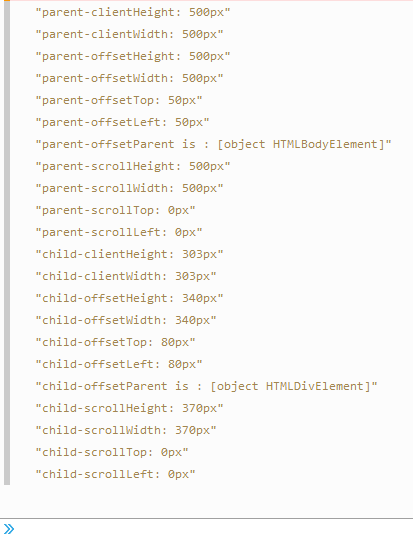 "parent-clientHeight: 500px"
"parent-clientWidth: 500px"
"parent-offsetHeight: 500px"
"parent-offsetWidth: 500px"
"parent-offsetTop: 50px"
"parent-offsetLeft: 50px"
"parent-offsetParent is : [object HTMLBodyElement]"
"parent-scrollHeight: 500px"
"parent-scrollWidth: 500px"
"parent-scrollTop: 0px"
"parent-scrollLeft: 0px"
"child-clientHeight: 303px"
"child-clientWidth: 303px"
"child-offsetHeight: 340px"
"child-offsetWidth: 340px"
"child-offsetTop: 80px"
"child-offsetLeft: 80px"
"child-offsetParent is : [object HTMLDivElement]"
"child-scrollHeight: 370px"
"child-scrollWidth: 370px"
"child-scrollTop: 0px"
"child-scrollLeft: 0px"